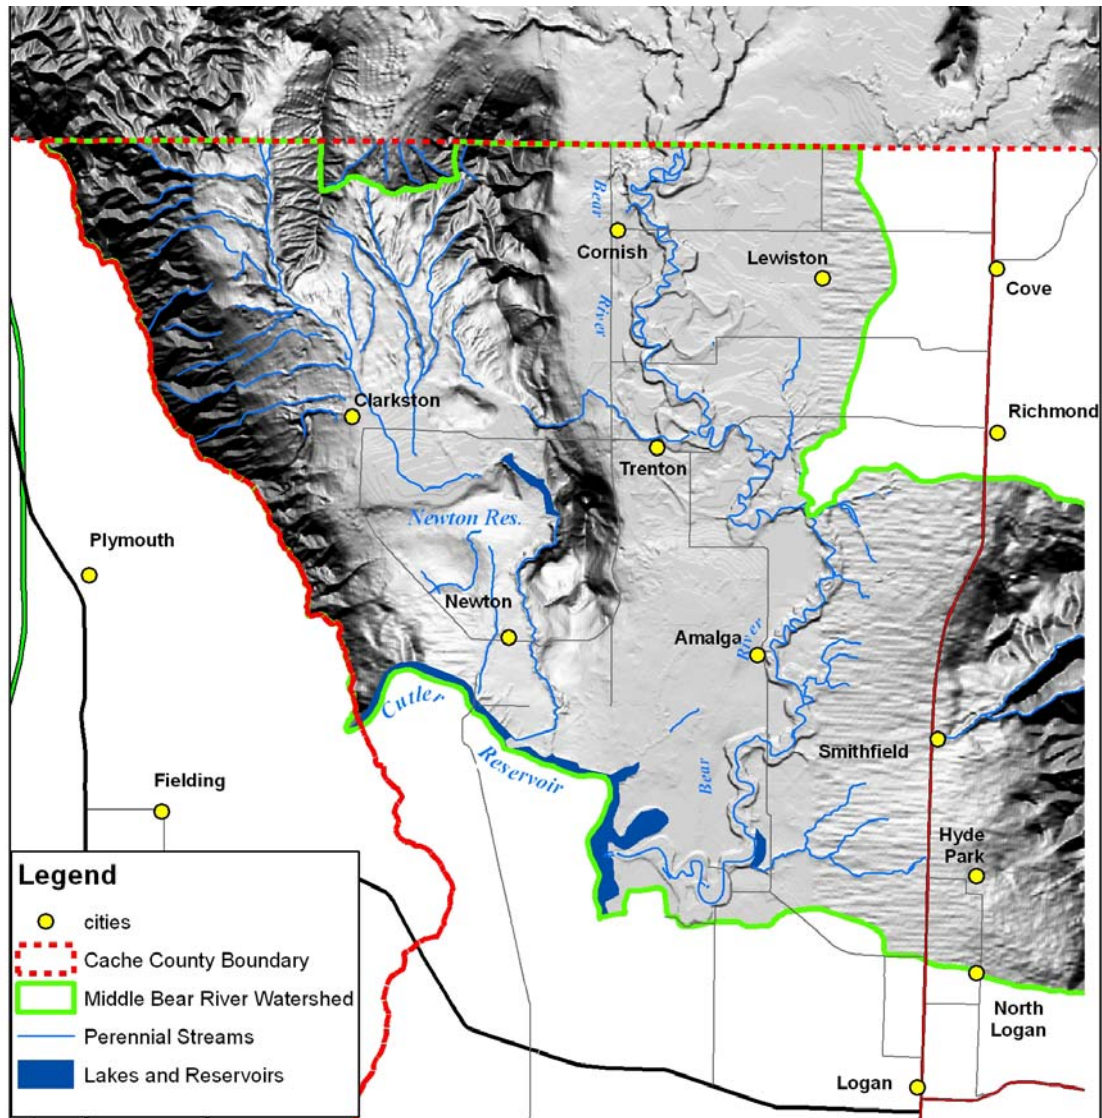 Bear
River
Cornish
Lewiston
Cove
Clarkston
Richmond
Trenton
Newton Res.
Plymouth
Newton
Amalga
River
Cutler
Reservoir
Smithfield
Bear
Fielding
Hyde
Park
North
Logan
Logan
Legend
cities
Cache County Boundary
Middle Bear River Watershed
Perennial Streams
Lakes and Reservoirs